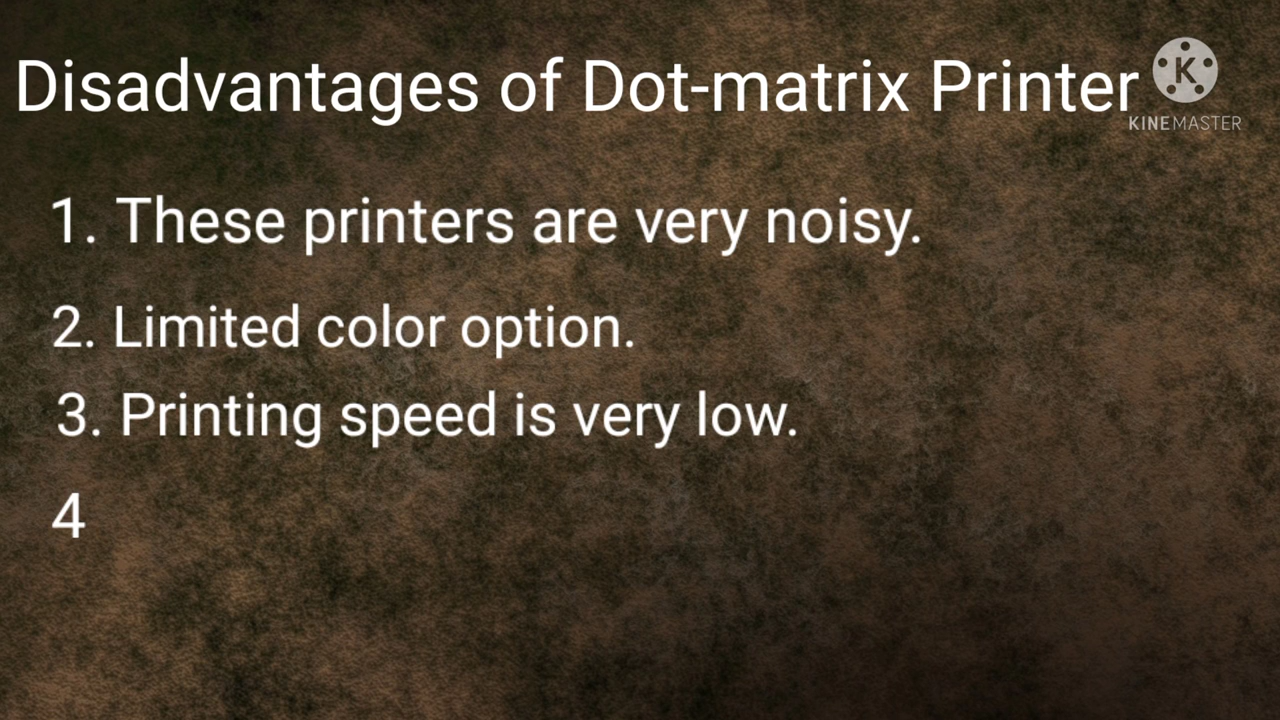 Disadvantages of Dot-matrix Printer
KINEMASTER
1. These printers are very noisy.
2. Limited color option.
3. Printing speed is very low.
4